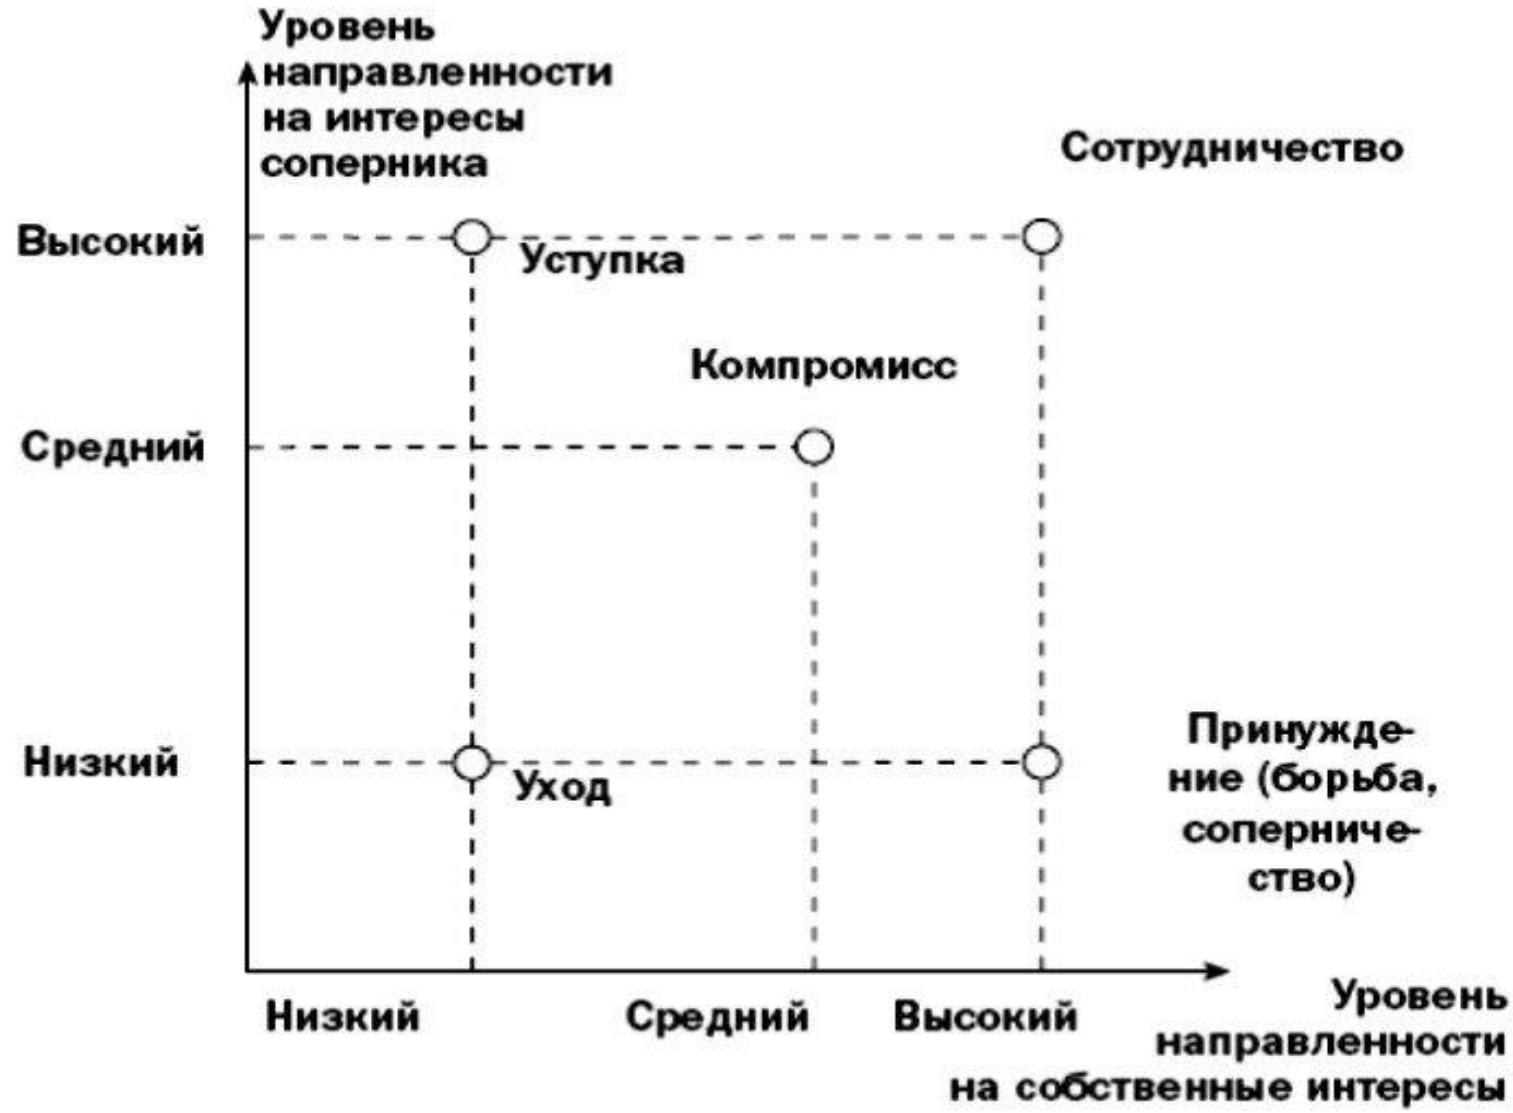 Уровень
направленности
на интересы
соперника
Сотрудничество
Высокий
Уступка
Компромисс
Средний
Принужде-
ние (борьба,
соперниче-
ство)
Низкий
Уход
Низкий
Средний
Высокий
Уровень
направленности
на собственные интересы